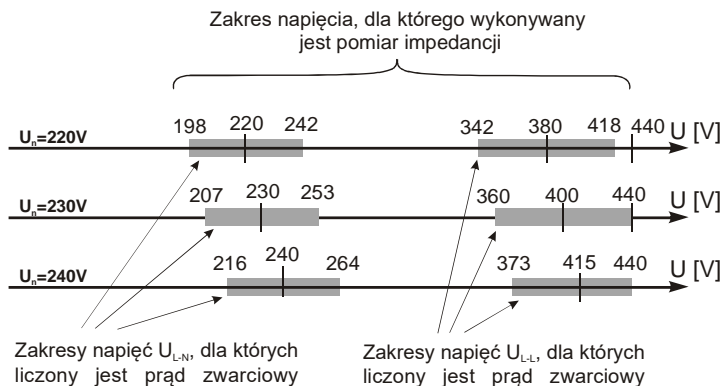 Zakres napięcia, dla którego wykonywany
jest pomiar impedancji
198 220 242 342 380 418 440 U [V]
Un=220V
207 230 253 360 400 440 U [V]
Un=230V
216 240 264 373 415 440 U [V]
Un=240V
Zakresy napięć UL-N, dla których
liczony jest prąd zwarciowy
Zakresy napięć UL-L, dla których
liczony jest prąd zwarciowy